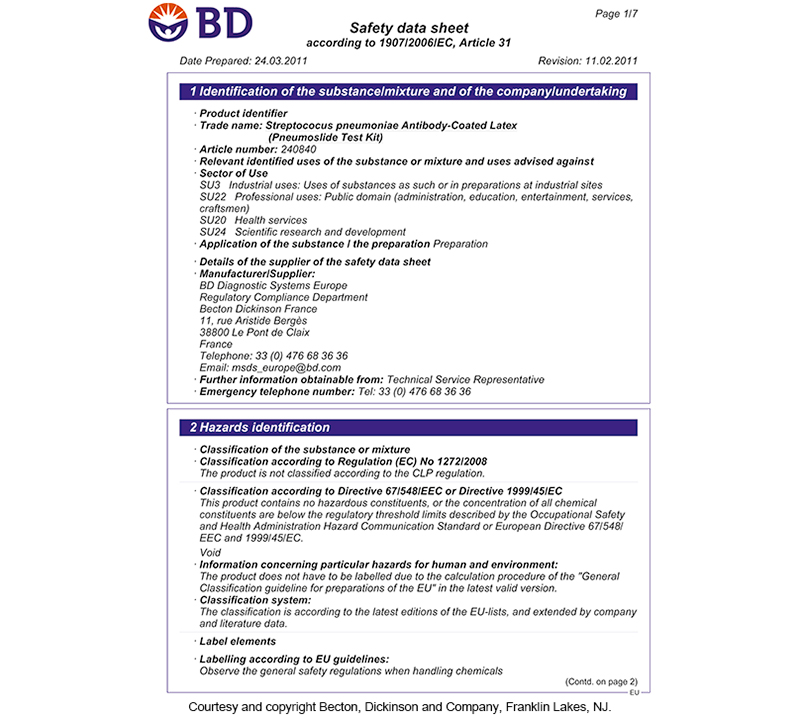 BD
Page 1/7
Safety data sheet
according to 1907/2006/EC, Article 31
Date Prepared: 24.03.2011 Revision: 11.02.2011
1 Identification of the substance/mixture and of the company/undertaking
· Product identifier
· Trade name: Streptococus pneumoniae Antibody-Coated Latex
(Pneumoslide Test Kit)
· Article number: 240840
· Relevant identified uses of the substance or mixture and uses advised against
· Sector of Use
SU3 Industrial uses: Uses of substances as such or in preparations at industrial sites
SU22 Professional uses: Public domain (administration, education, entertainment, services,
craftsmen)
SU20 Health services
SU24 Scientific research and development
· Application of the substance / the preparation Preparation
· Details of the supplier of the safety data sheet
· Manufacturer/Supplier:
BD Diagnostic Systems Europe
Regulatory Compliance Department
Becton Dickinson France
11, rue Aristide Bergès
38800 Le Pont de Claix
France
Telephone: 33 (0) 476 68 36 36
Email: msds_europe@bd.com
· Further information obtainable from: Technical Service Representative
· Emergency telephone number: Tel: 33 (0) 476 68 36 36
2 Hazards identification
· Classification of the substance or mixture
· Classification according to Regulation (EC) No 1272/2008
The product is not classified according to the CLP regulation.
· Classification according to Directive 67/548/EEC or Directive 1999/45/EC
This product contains no hazardous constituents, or the concentration of all chemical
constituents are below the regulatory threshold limits described by the Occupational Safety
and Health Administration Hazard Communication Standard or European Directive 67/548/
EEC and 1999/45/EC.
Void
· Information concerning particular hazards for human and environment:
The product does not have to be labelled due to the calculation procedure of the "General
Classification guideline for preparations of the EU" in the latest valid version.
· Classification system:
The classification is according to the latest editions of the EU-lists, and extended by company
and literature data.
· Label elements
· Labelling according to EU guidelines:
Observe the general safety regulations when handling chemicals
(Contd. on page 2)
EU
Courtesy and copyright Becton, Dickinson and Company, Franklin Lakes, NJ.